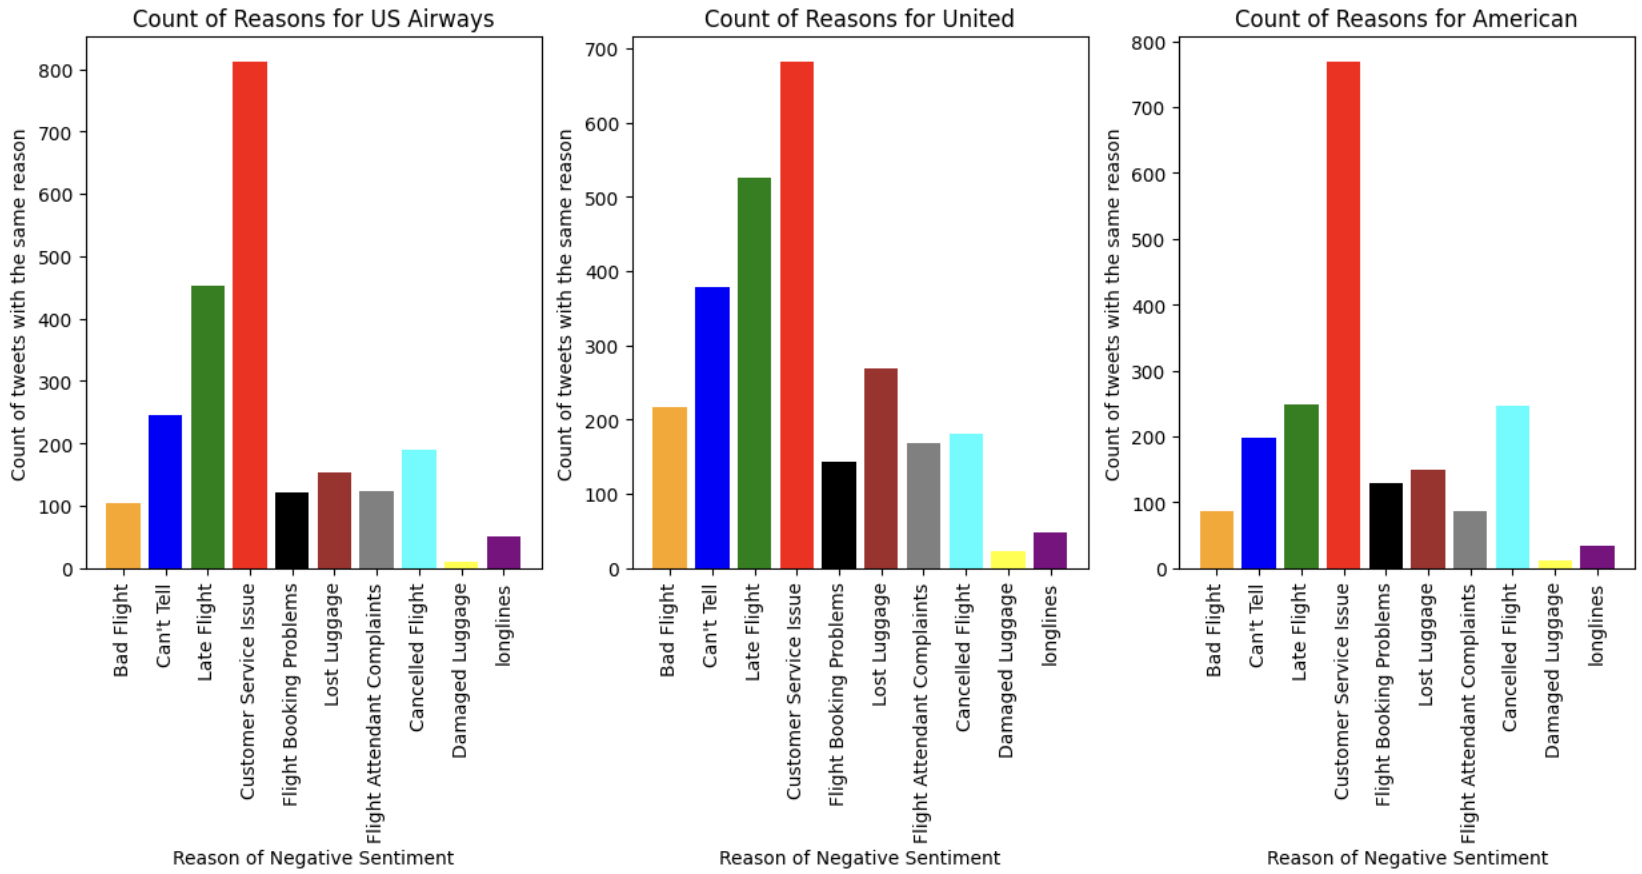 Count of Reasons for US Airways
Count of tweets with the same reason
800
700
600
500
400
300
200
100
0
Bad Flight
Can't Tell
Late Flight
Customer Service Issue
Flight Booking Problems
Lost Luggage
Flight Attendant Complaints
Cancelled Flight
Damaged Luggage
longlines
Reason of Negative Sentiment
Count of Reasons for United
Count of tweets with the same reason
700
600
500
400
300
200
100
0
Bad Flight
Can't Tell
Late Flight
Customer Service Issue
Flight Booking Problems
Lost Luggage
Flight Attendant Complaints
Cancelled Flight
Damaged Luggage
longlines
Reason of Negative Sentiment
Count of Reasons for American
Count of tweets with the same reason
800
700
600
500
400
300
200
100
0
Bad Flight
Can't Tell
Late Flight
Customer Service Issue
Flight Booking Problems
Lost Luggage
Flight Attendant Complaints
Cancelled Flight
Damaged Luggage
longlines
Reason of Negative Sentiment